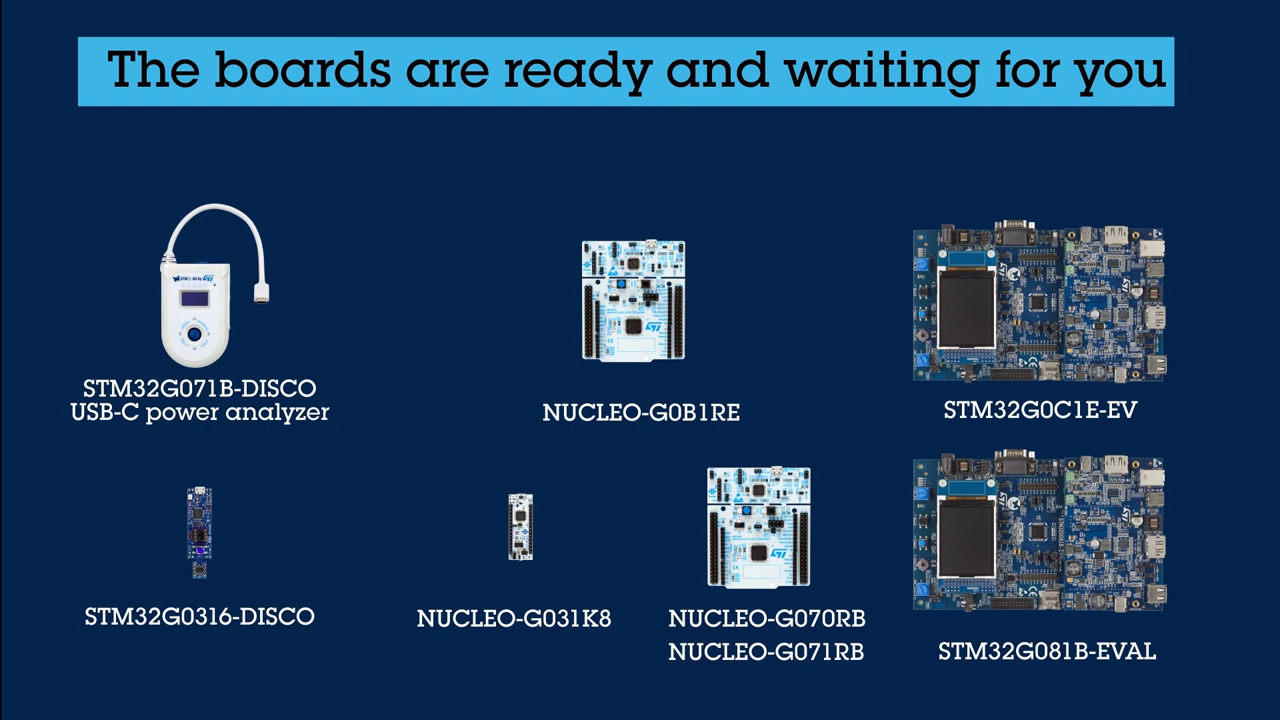 The boards are ready and waiting for you
STM32G071B-DISCO
USB-C power analyzer
NUCLEO-G0B1RE
STM32G0C1E-EV
STM32G0316-DISCO
NUCLEO-G031K8
NUCLEO-G070RB
NUCLEO-G071RB
STM32G081B-EVAL